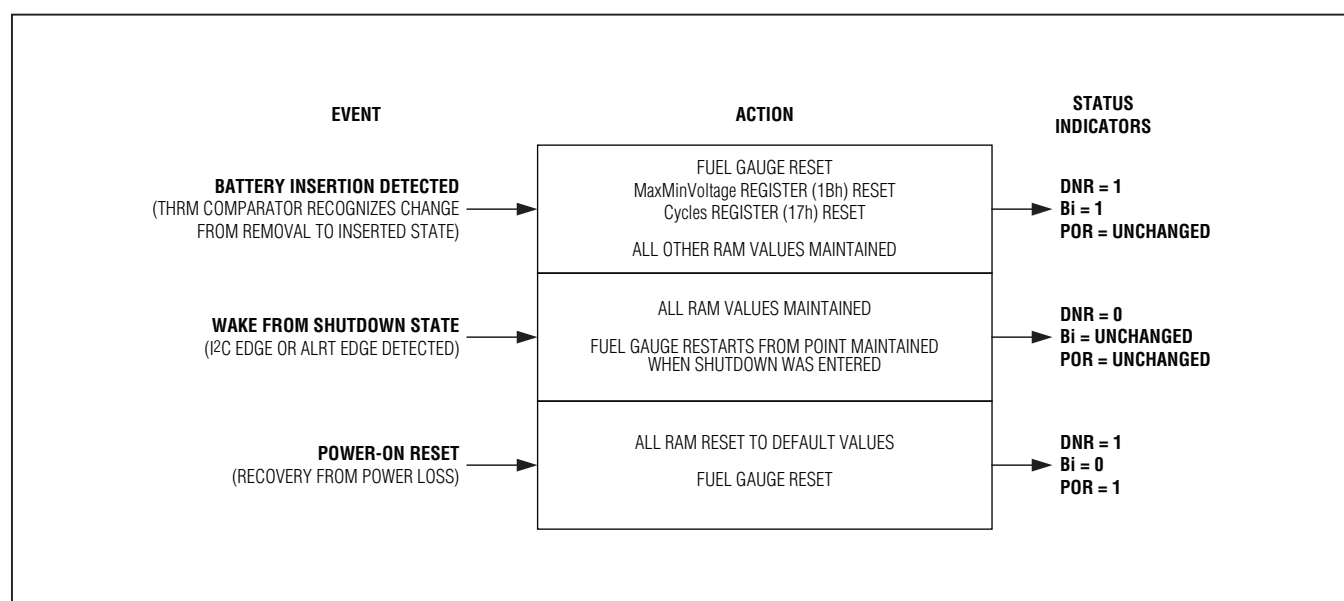 EVENT
ACTION
STATUS
INDICATORS
BATTERY INSERTION DETECTED
(THRM COMPARATOR RECOGNIZES CHANGE
FROM REMOVAL TO INSERTED STATE)
FUEL GAUGE RESET
MaxMinVoltage REGISTER (1Bh) RESET
Cycles REGISTER (17h) RESET
ALL OTHER RAM VALUES MAINTAINED
DNR = 1
Bi = 1
POR = UNCHANGED
WAKE FROM SHUTDOWN STATE
(I2C EDGE OR ALRT EDGE DETECTED)
ALL RAM VALUES MAINTAINED
FUEL GAUGE RESTARTS FROM POINT MAINTAINED
WHEN SHUTDOWN WAS ENTERED
DNR = 0
Bi = UNCHANGED
POR = UNCHANGED
POWER-ON RESET
(RECOVERY FROM POWER LOSS)
ALL RAM RESET TO DEFAULT VALUES
FUEL GAUGE RESET
DNR = 1
Bi = 0
POR = 1